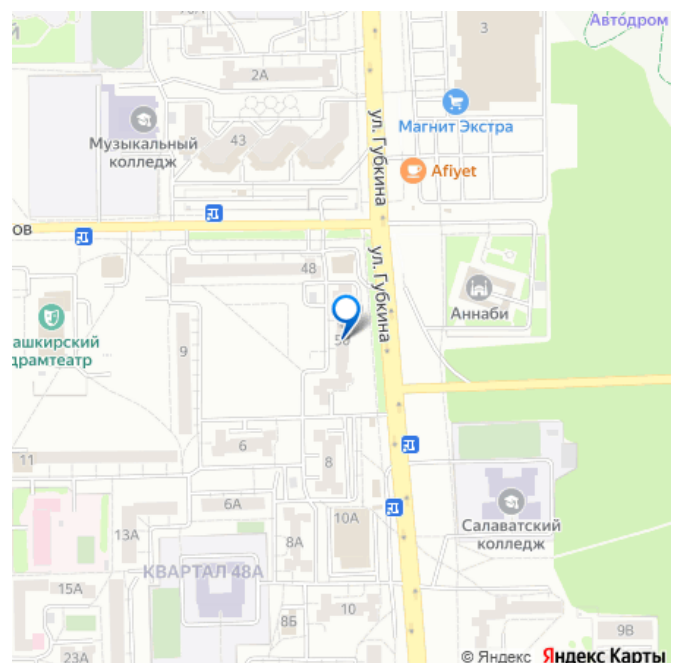 Автодром
Й
3
2А
Магнит Экстра
Музыкальный
колледж
43
ул. Губкина
Afiyet
ов
ул. Губкина
48
Аннаби
ашкирский
драмтеатр
9
6
8
11
6А
10А
Салаватский
колледж
13А
8А
КВАРТАЛ 48А
15А
8Б
10
9В
23А
© Яндекс Яндекс Карты